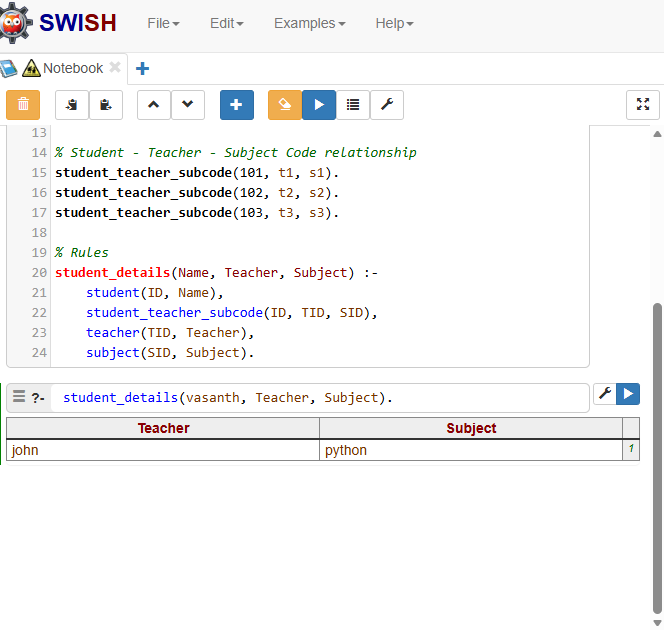 SWISH File Edit Examples Help
Notebook
13
14 % Student - Teacher - Subject Code relationship
15 student_teacher_subcode(101, t1, s1).
16 student_teacher_subcode(102, t2, s2).
17 student_teacher_subcode(103, t3, s3).
18
19 % Rules
20 student_details(Name, Teacher, Subject) :-
21     student(ID, Name),
22     student_teacher_subcode(ID, TID, SID),
23     teacher(TID, Teacher),
24     subject(SID, Subject).
?- student_details(vasanth, Teacher, Subject).
Teacher Subject
john python 1